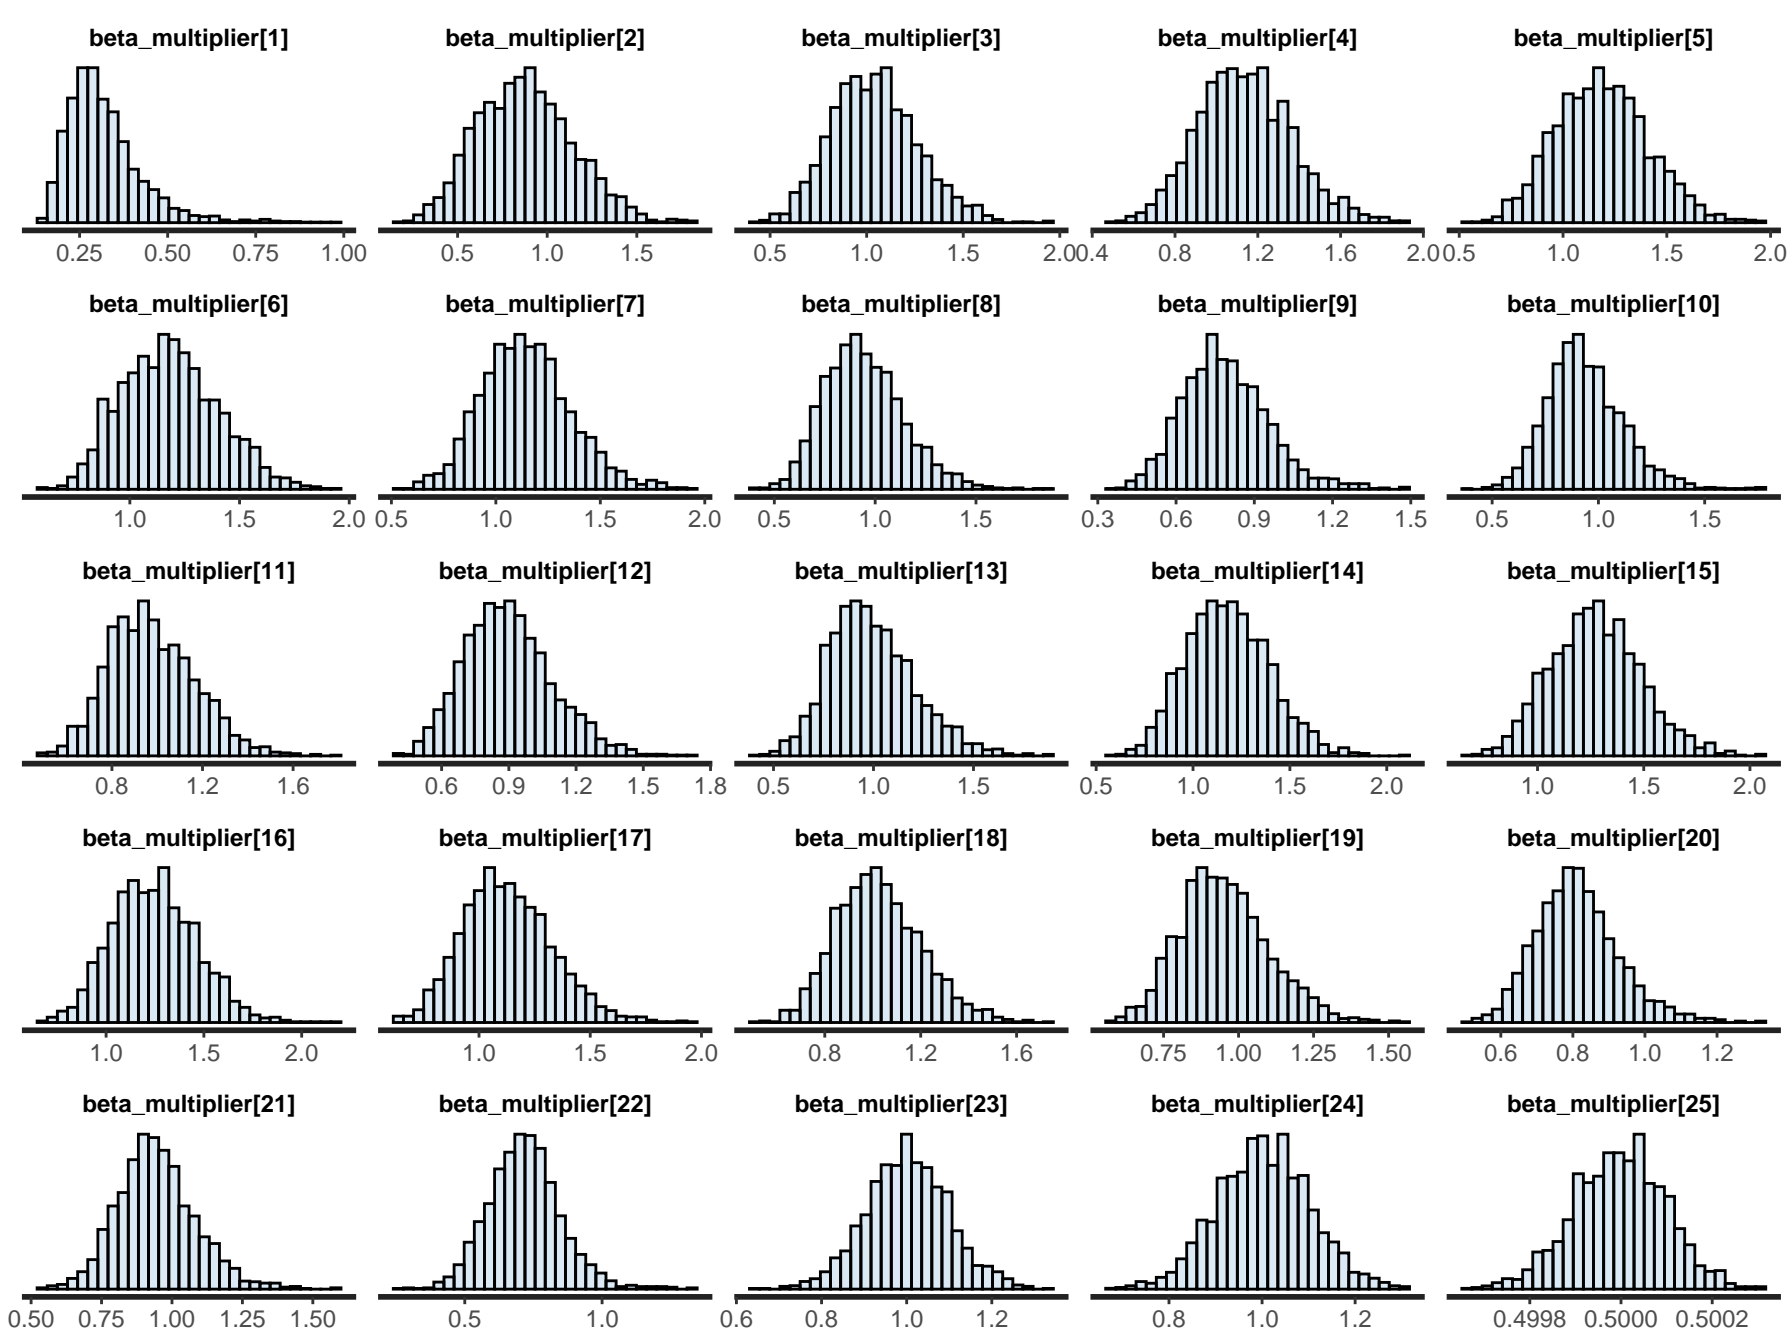 beta_multiplier[1] beta_multiplier[2] beta_multiplier[3] beta_multiplier[4] beta_multiplier[5]
0.25 0.50 0.75 1.00 0.5 1.0 1.5 0.5 1.0 1.5 2.0 0.4 0.8 1.2 1.6 2.0 0.5 1.0 1.5 2.0
beta_multiplier[6] beta_multiplier[7] beta_multiplier[8] beta_multiplier[9] beta_multiplier[10]
1.0 1.5 2.0 0.5 1.0 1.5 2.0 0.5 1.0 1.5 0.3 0.6 0.9 1.2 1.5 0.5 1.0 1.5
beta_multiplier[11] beta_multiplier[12] beta_multiplier[13] beta_multiplier[14] beta_multiplier[15]
0.8 1.2 1.6 0.6 0.9 1.2 1.5 1.8 0.5 1.0 1.5 0.5 1.0 1.5 2.0 1.0 1.5 2.0
beta_multiplier[16] beta_multiplier[17] beta_multiplier[18] beta_multiplier[19] beta_multiplier[20]
1.0 1.5 2.0 1.0 1.5 2.0 0.8 1.2 1.6 0.75 1.00 1.25 1.50 0.6 0.8 1.0 1.2
beta_multiplier[21] beta_multiplier[22] beta_multiplier[23] beta_multiplier[24] beta_multiplier[25]
0.50 0.75 1.00 1.25 1.50 0.5 1.0 0.6 0.8 1.0 1.2 0.8 1.0 1.2 0.4998 0.5000 0.5002